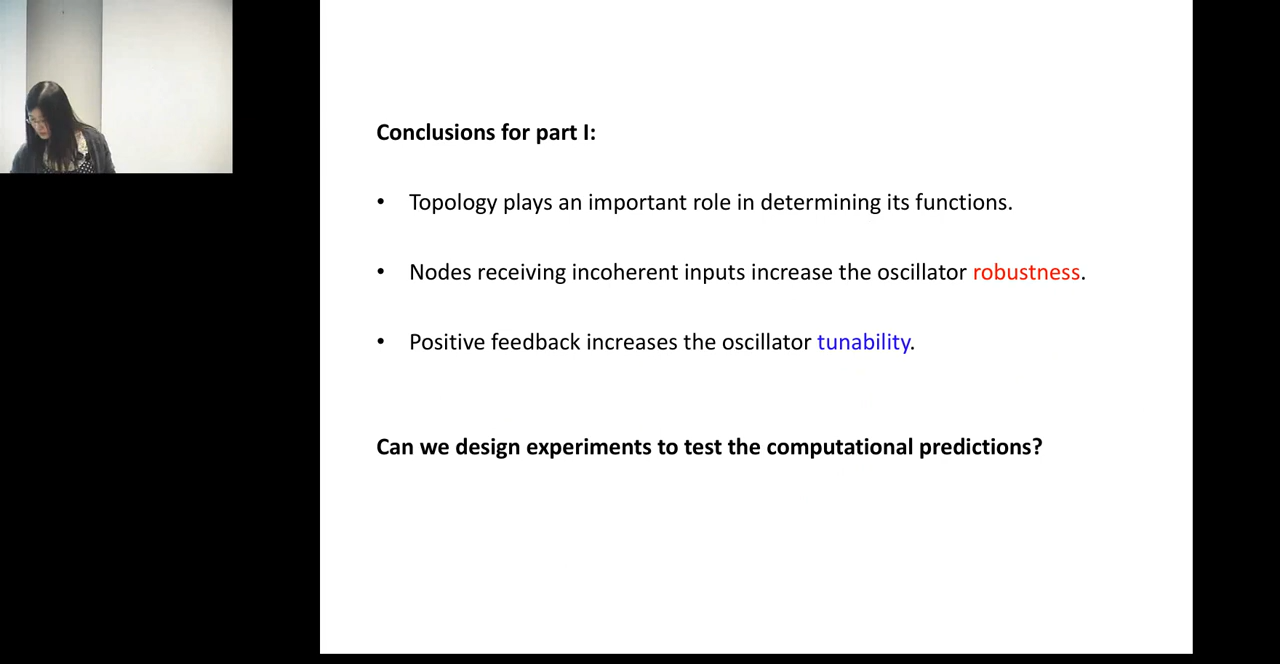 Conclusions for part I:
• Topology plays an important role in determining its functions.
• Nodes receiving incoherent inputs increase the oscillator robustness.
• Positive feedback increases the oscillator tunability.
Can we design experiments to test the computational predictions?